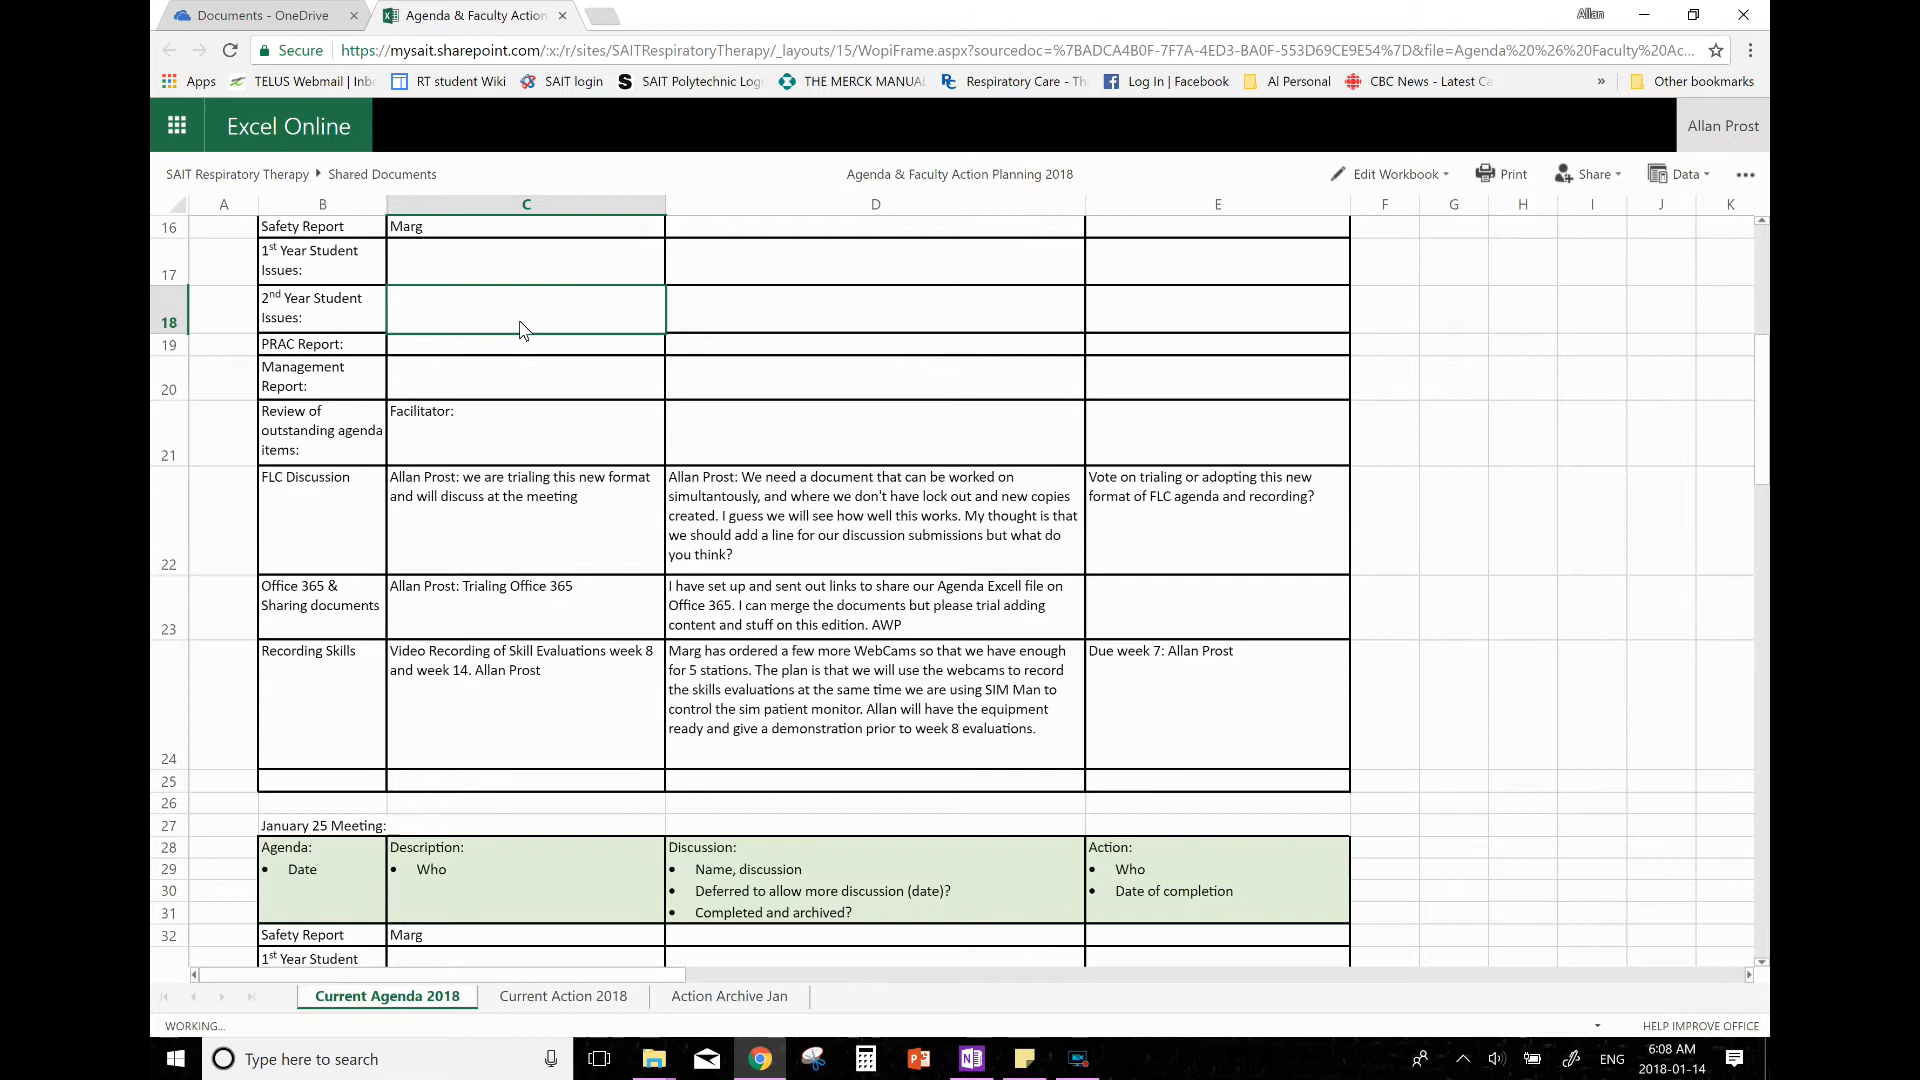 Documents - OneDrive
Agenda & Faculty Action
Allan
Secure
https://mysait.sharepoint.com/:x:/r/sites/SAITRespiratoryTherapy/_layouts/15/WopiFrame.aspx?sourcedoc=%7BADCA4B0F-7F7A-4ED3-BA0F-553D69CE9E54%7D&file=Agenda%20%26%20Faculty%20Ac...
Apps
TELUS Webmail | Inb
RT student Wiki
SAIT login
SAIT Polytechnic Log
THE MERCK MANUAL
Respiratory Care - Th
Log In | Facebook
Al Personal
CBC News - Latest Ca
»
Other bookmarks
Excel Online
Allan Prost
SAIT Respiratory Therapy
Shared Documents
Agenda & Faculty Action Planning 2018
Edit Workbook
Print
Share
Data
A B C D E F G H I J K
16
Safety Report
Marg
17
1st Year Student
Issues:
18
2nd Year Student
Issues:
19
PRAC Report:
20
Management
Report:
21
Review of
outstanding agenda
items:
Facilitator:
22
FLC Discussion
Allan Prost: we are trialing this new format
and will discuss at the meeting
Allan Prost: We need a document that can be worked on
simultantously, and where we don't have lock out and new copies
created. I guess we will see how well this works. My thought is that
we should add a line for our discussion submissions but what do
you think?
Vote on trialing or adopting this new
format of FLC agenda and recording?
23
Office 365 &
Sharing documents
Allan Prost: Trialing Office 365
I have set up and sent out links to share our Agenda Excell file on
Office 365. I can merge the documents but please trial adding
content and stuff on this edition. AWP
24
Recording Skills
Video Recording of Skill Evaluations week 8
and week 14. Allan Prost
Marg has ordered a few more WebCams so that we have enough
for 5 stations. The plan is that we will use the webcams to record
the skills evaluations at the same time we are using SIM Man to
control the sim patient monitor. Allan will have the equipment
ready and give a demonstration prior to week 8 evaluations.
Due week 7: Allan Prost
25
26
27
January 25 Meeting:
28
Agenda:
Description:
Discussion:
Action:
29
• Date
• Who
• Name, discussion
• Who
30
• Deferred to allow more discussion (date)?
• Date of completion
31
• Completed and archived?
32
Safety Report
Marg
1st Year Student
Current Agenda 2018
Current Action 2018
Action Archive Jan
WORKING...
HELP IMPROVE OFFICE
Type here to search
ENG
6:08 AM
2018-01-14